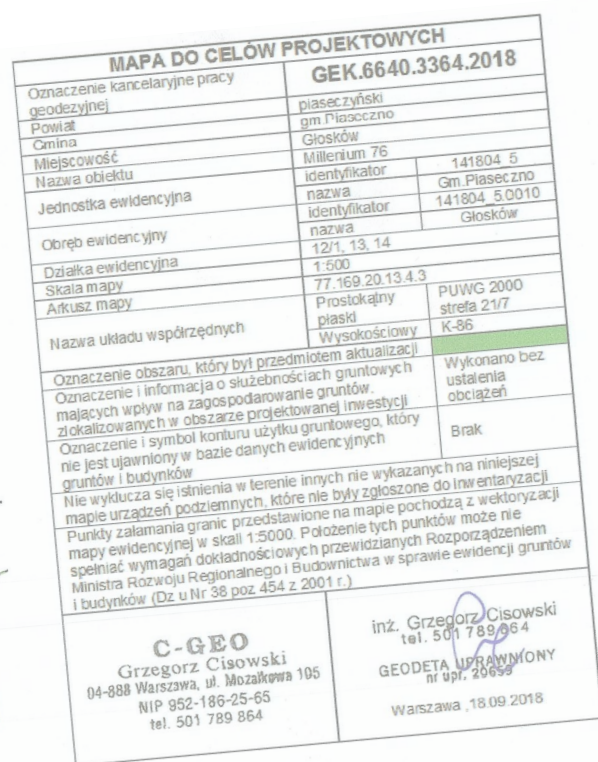 MAPA DO CELÓW PROJEKTOWYCH
Oznaczenie kancelaryjne pracy
geodezyjnej
GEK.6640.3364.2018
Powiat
piaseczyński
Gmina
gm.Piaseczno
Miejscowość
Głosków
Nazwa obiektu
Millenium 76
Jednostka ewidencyjna
identyfikator
141804_5
nazwa
Gm.Piaseczno
Obręb ewidencyjny
identyfikator
141804_5.0010
nazwa
Głosków
Działka ewidencyjna
12/1, 13, 14
Skala mapy
1:500
Arkusz mapy
77.169.20.13.4.3
Nazwa układu współrzędnych
Prostokątny
płaski
PUWG 2000
strefa 21/7
Wysokościowy
K-86
Oznaczenie obszaru, który był przedmiotem aktualizacji
Oznaczenie i informacja o służebnościach gruntowych
mających wpływ na zagospodarowanie gruntów.
zlokalizowanych w obszarze projektowanej inwestycji
Wykonano bez
ustalenia
obciążeń
Oznaczenie i symbol konturu użytku gruntowego, który
nie jest ujawniony w bazie danych ewidencyjnych
gruntów i budynków
Brak
Nie wyklucza się istnienia w terenie innych nie wykazanych na niniejszej
mapie urządzeń podziemnych, które nie były zgłoszone do inwentaryzacji
Punkty załamania granic przedstawione na mapie pochodzą z wektoryzacji
mapy ewidencyjnej w skali 1:5000. Położenie tych punktów może nie
spełniać wymagań dokładnościowych przewidzianych Rozporządzeniem
Ministra Rozwoju Regionalnego i Budownictwa w sprawie ewidencji gruntów
i budynków (Dz u Nr 38 poz 454 z 2001 r.)
C-GEO
Grzegorz Cisowski
04-888 Warszawa, ul. Mozaikowa 105
NIP 952-186-25-65
tel. 501 789 864
inż. Grzegorz Cisowski
tel. 501 789 864
GEODETA UPRAWNIONY
nr upr. 20659
Warszawa ,18.09.2018